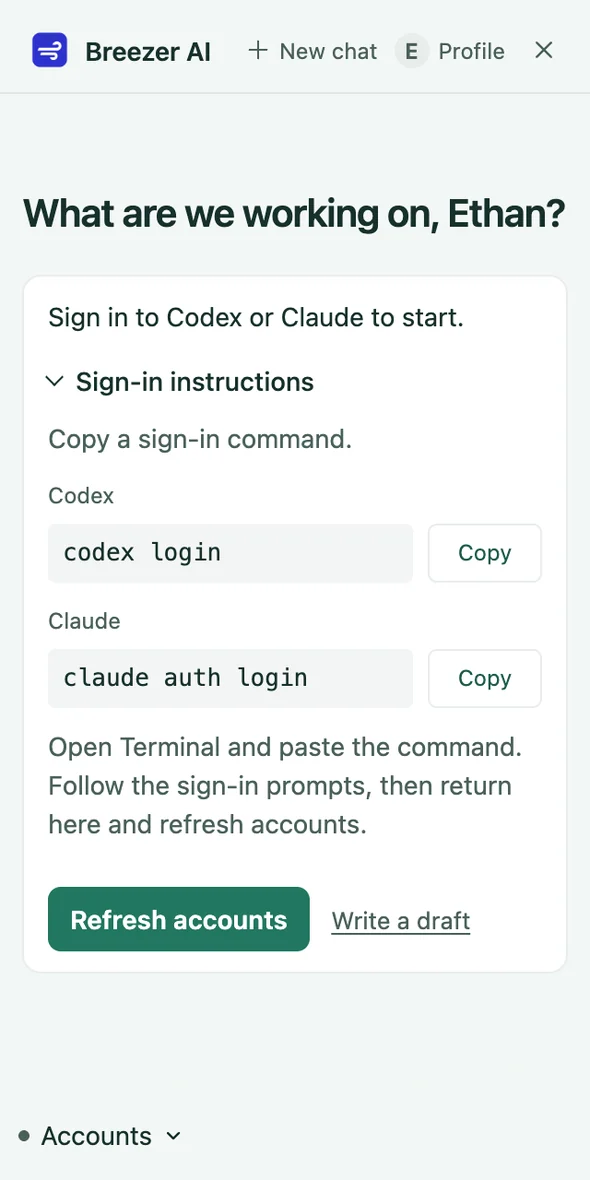 Breezer AI
New chat
E
Profile
What are we working on, Ethan?
Sign in to Codex or Claude to start.
Sign-in instructions
Copy a sign-in command.
Codex
codex login
Copy
Claude
claude auth login
Copy
Open Terminal and paste the command.
Follow the sign-in prompts, then return
here and refresh accounts.
Refresh accounts
Write a draft
Accounts